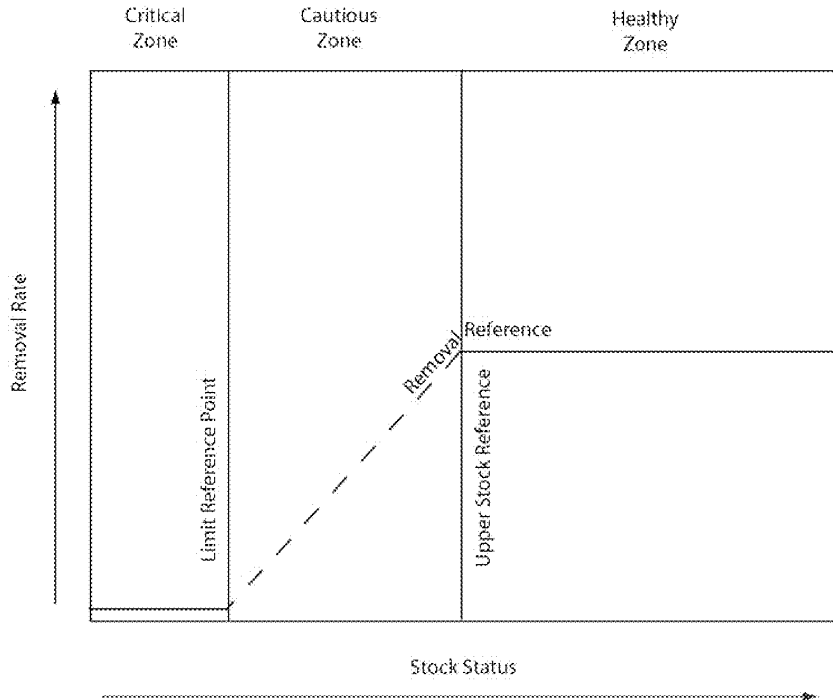 Critical
Zone
Cautious
Zone
Healthy
Zone
Removal Rate
Limit Reference Point
Removal Reference
Upper Stock Reference
Stock Status